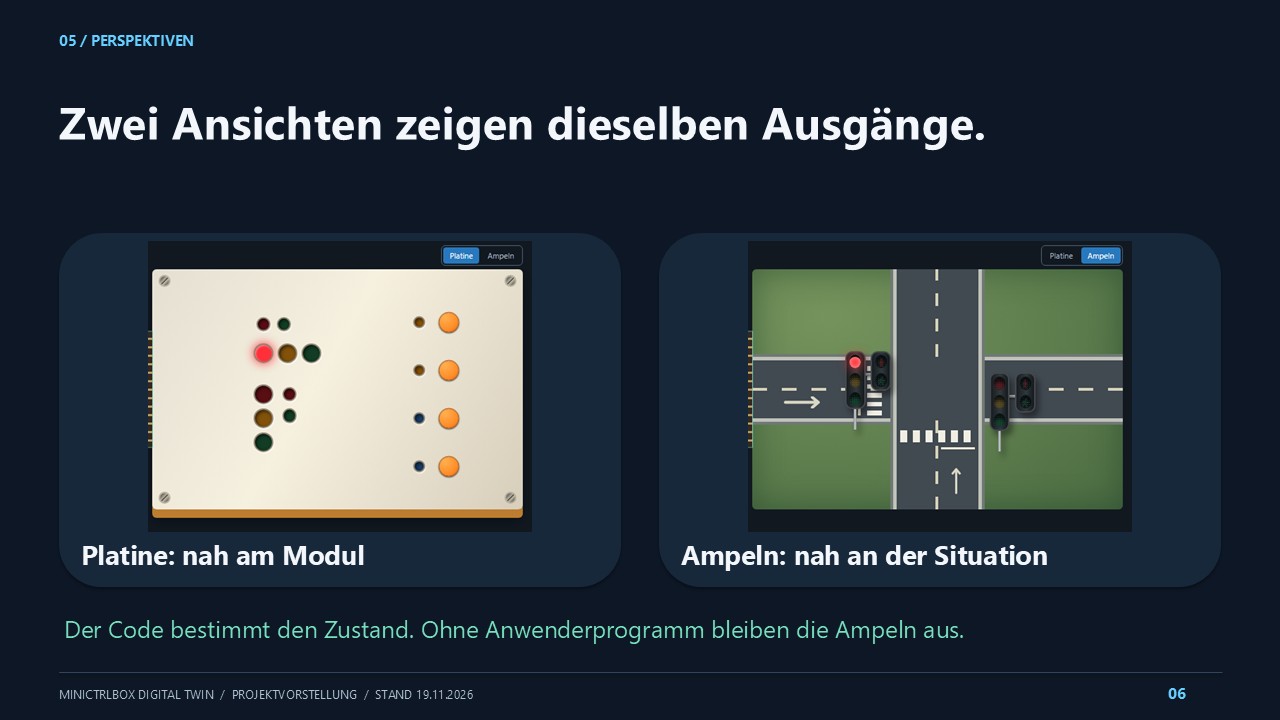 05 / PERSPEKTIVEN
Zwei Ansichten zeigen dieselben Ausgänge.
Platine Ampeln
Platine Ampeln
Platine: nah am Modul
Ampeln: nah an der Situation
Der Code bestimmt den Zustand. Ohne Anwenderprogramm bleiben die Ampeln aus.
MINICTRLBOX DIGITAL TWIN / PROJEKTVORSTELLUNG / STAND 19.11.2026
06